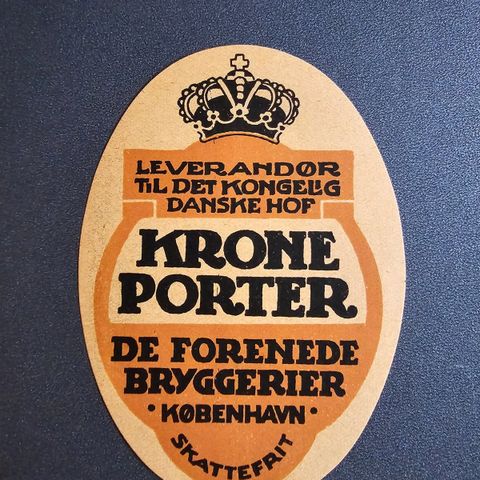 LEVERANDØR
TIL DET KONGELIG
DANSKE HOF
KRONE
PORTER
DE FORENEDE
BRYGGERIER
· KØBENHAVN ·
SKATTEFRIT